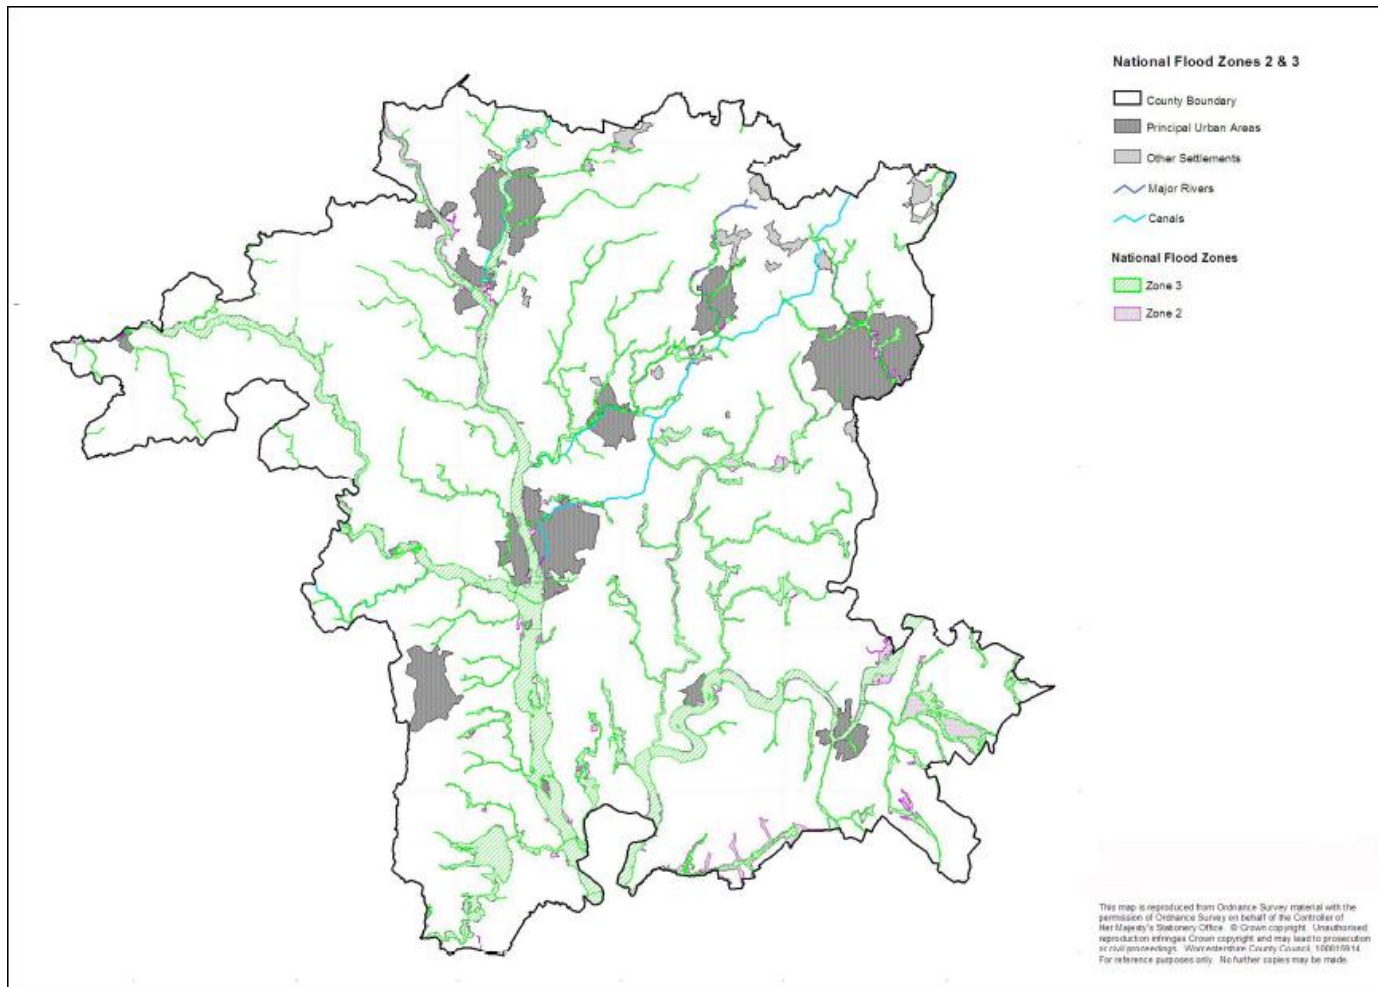 National Flood Zones 2 & 3
County Boundary
Principal Urban Areas
Other Settlements
Major Rivers
Canals
National Flood Zones
Zone 3
Zone 2
This map is reproduced from Ordnance Survey material with the
permission of Ordnance Survey on behalf of the Controller of
Her Majesty's Stationery Office. © Crown copyright. Unauthorised
reproduction infringes Crown copyright and may lead to prosecution
or civil proceedings. Worcestershire County Council, 100015914.
For reference purposes only. No further copies may be made.